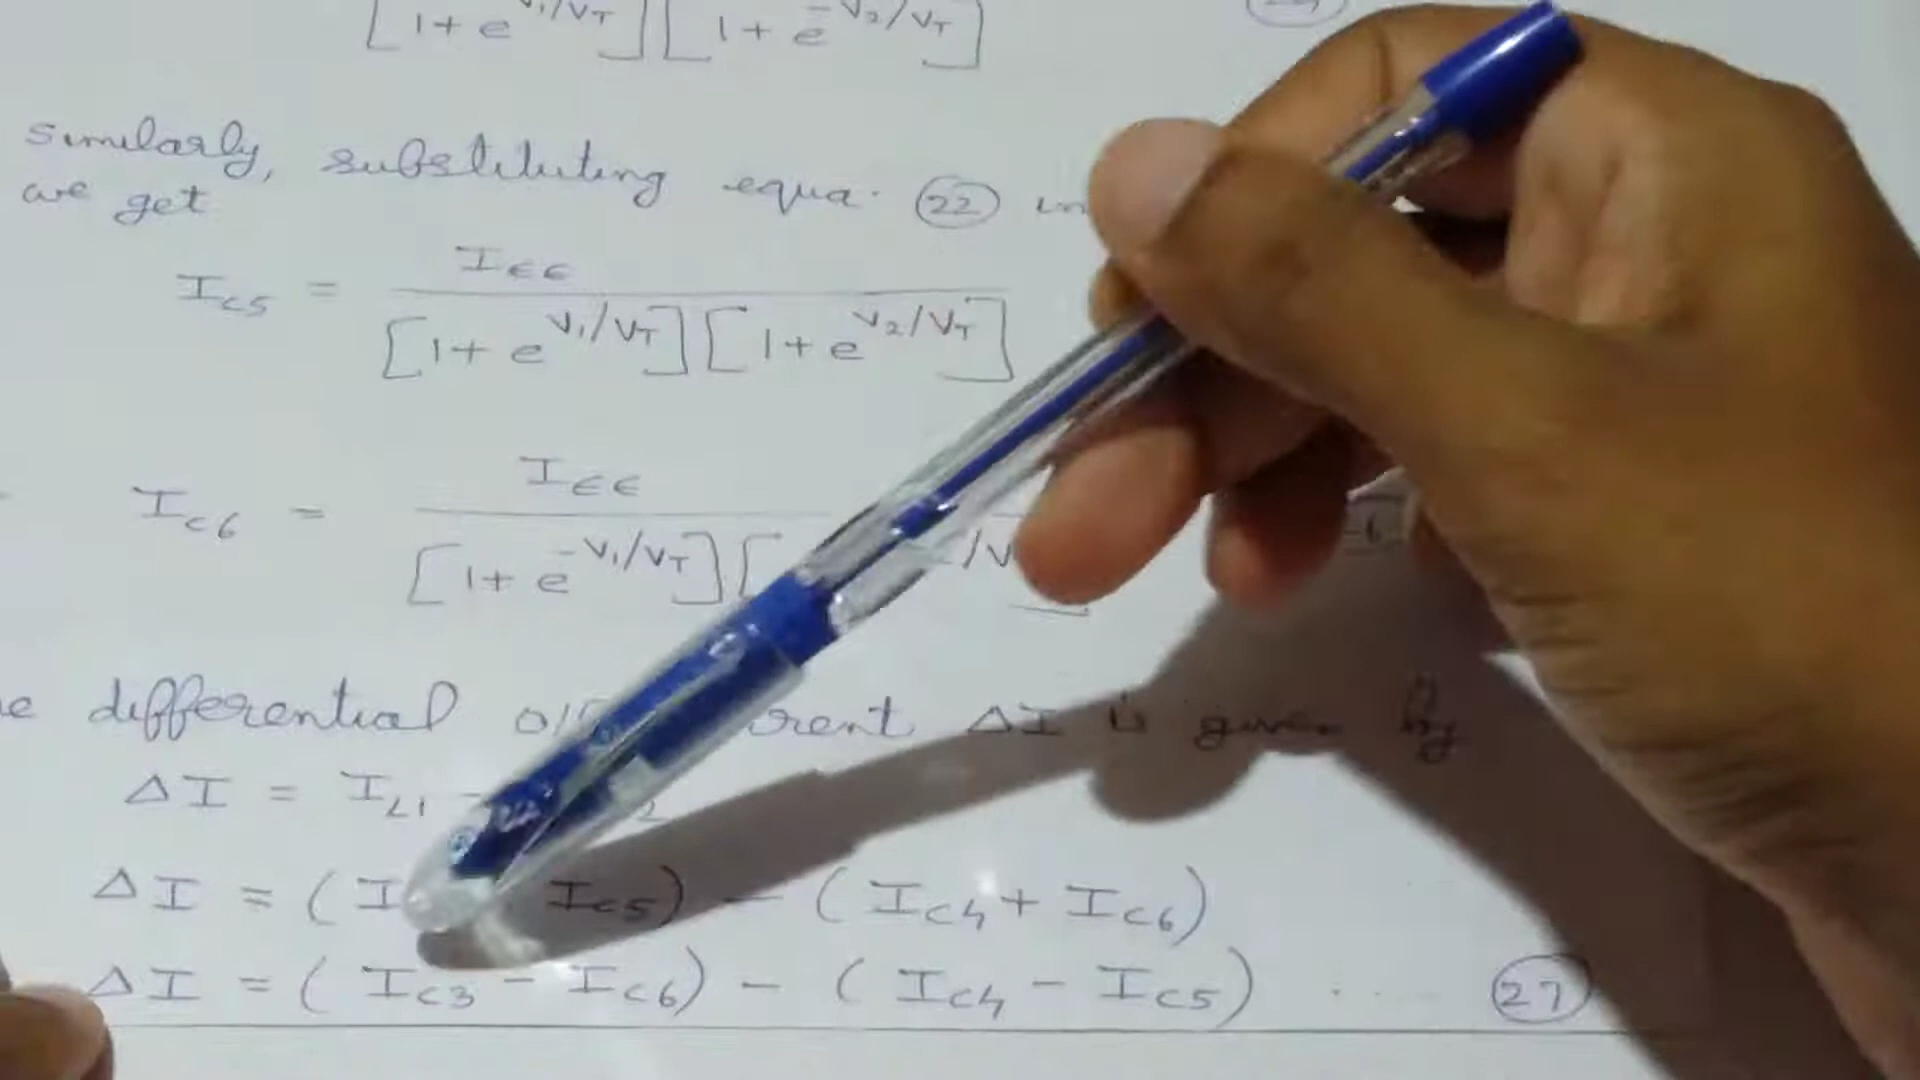 [1 + e^V1/VT] [1 + e^-V2/VT]
Similarly, substituting equa. (22) in
we get
Ic5 = IEE / [1 + e^V1/VT] [1 + e^V2/VT]
Ic6 = IEE / [1 + e^-V1/VT] [ /V
differential ΔI is given by
ΔI = IL1 - 2
ΔI = (I Ic5) - (Ic4 + Ic6)
ΔI = (Ic3 - Ic6) - (Ic4 - Ic5) .... (27)